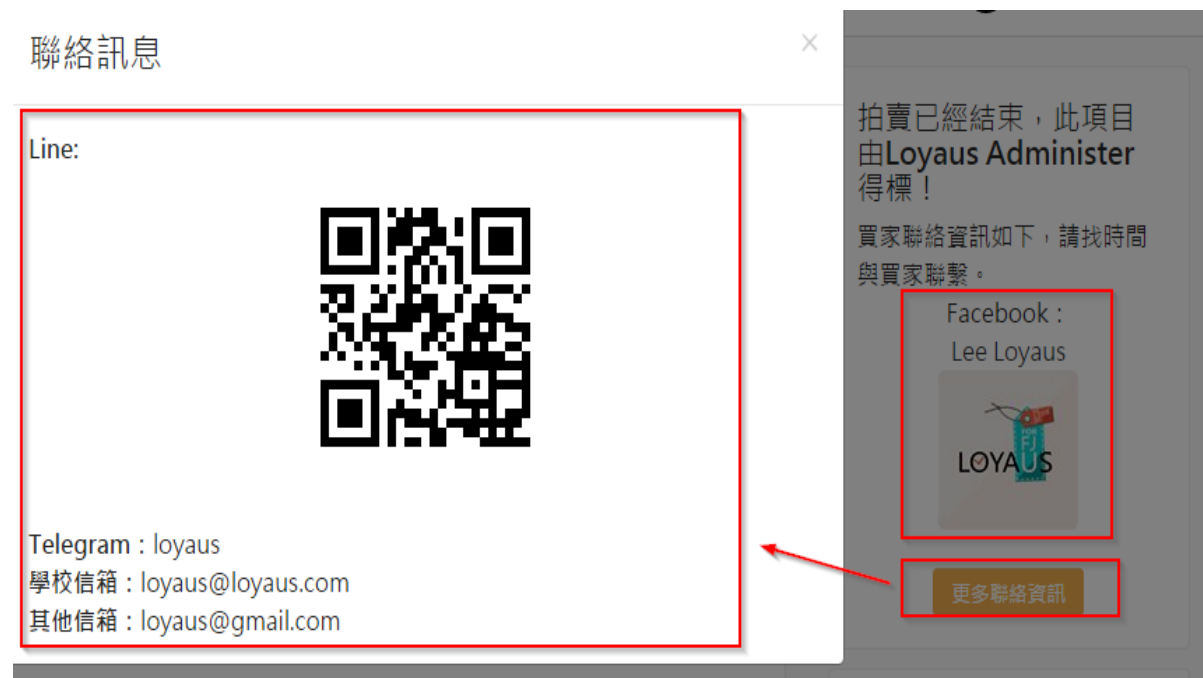 聯絡訊息
×
Line:
Telegram：loyaus
學校信箱：loyaus@loyaus.com
其他信箱：loyaus@gmail.com
拍賣已經結束，此項目
由Loyaus Administer
得標！
買家聯絡資訊如下，請找時間
與買家聯繫。
Facebook：
Lee Loyaus
FOR
FJ
LOYAUS
更多聯絡資訊